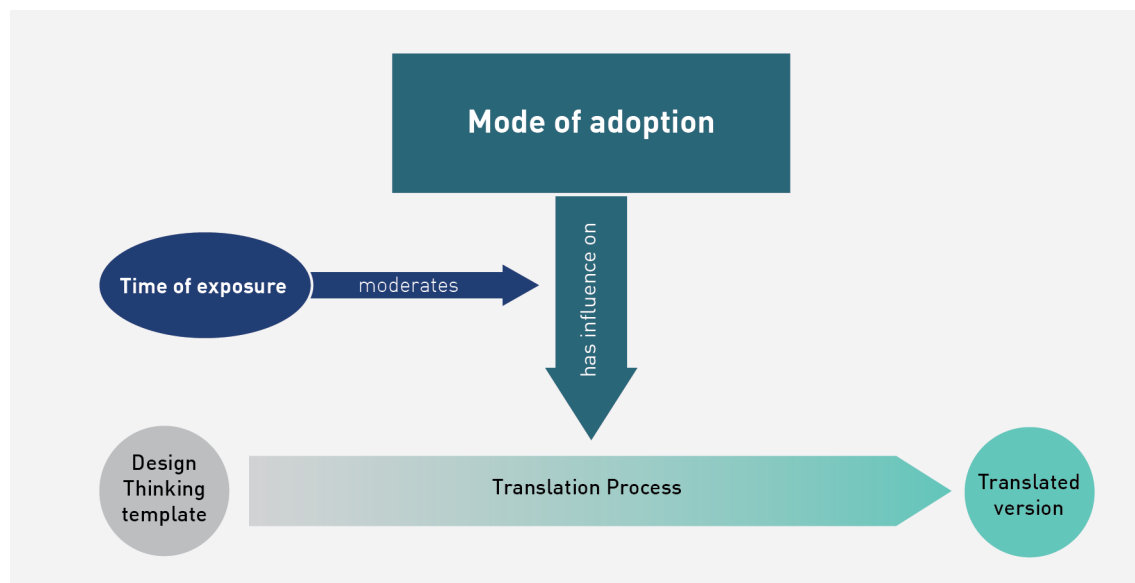 Mode of adoption
has influence on
Time of exposure
moderates
Design
Thinking
template
Translation Process
Translated
version